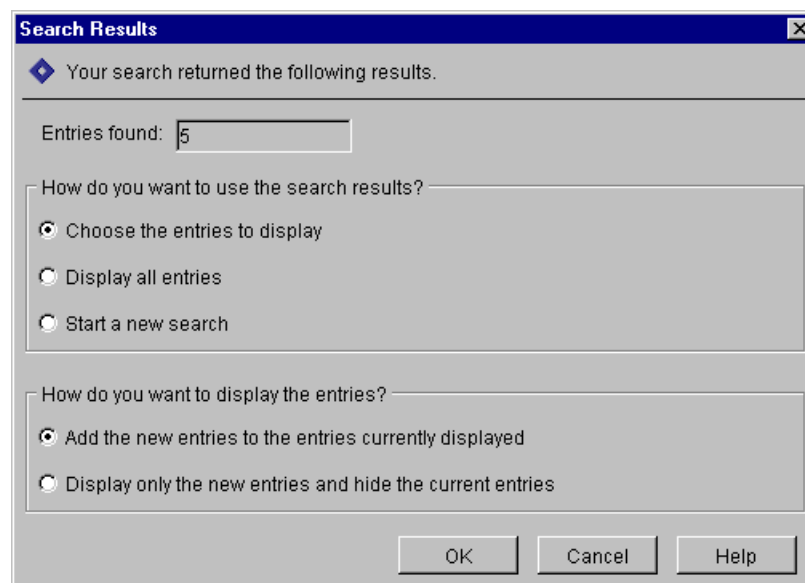 Search Results
Your search returned the following results.
Entries found: 5
How do you want to use the search results?
Choose the entries to display
Display all entries
Start a new search
How do you want to display the entries?
Add the new entries to the entries currently displayed
Display only the new entries and hide the current entries
OK Cancel Help